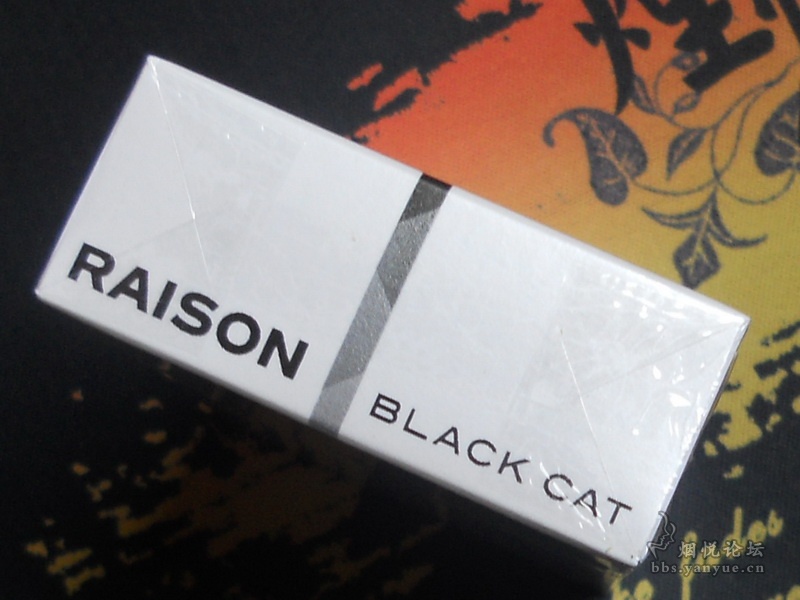 RAISON
BLACK CAT
烟悦论坛
bbs.yanyue.cn